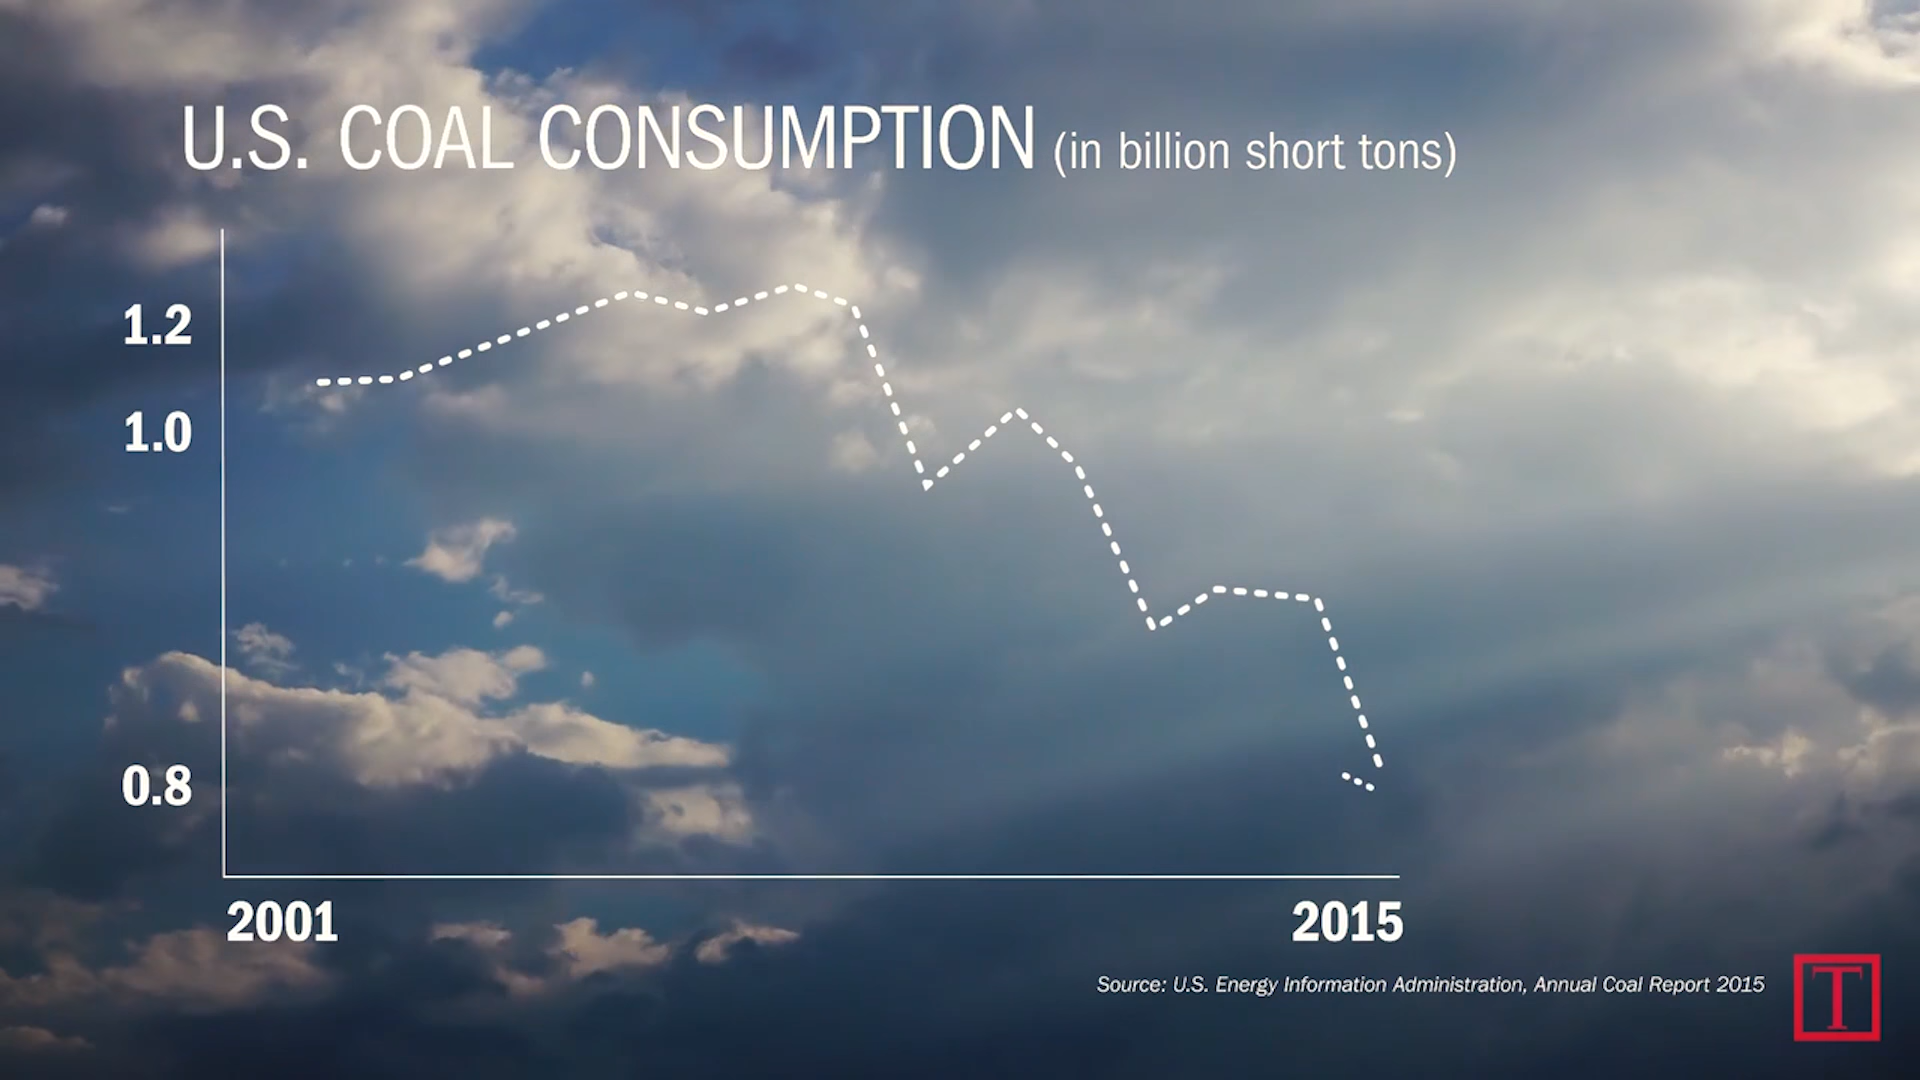 U.S. COAL CONSUMPTION (in billion short tons)
1.2
1.0
0.8
2001
2015
Source: U.S. Energy Information Administration, Annual Coal Report 2015
T